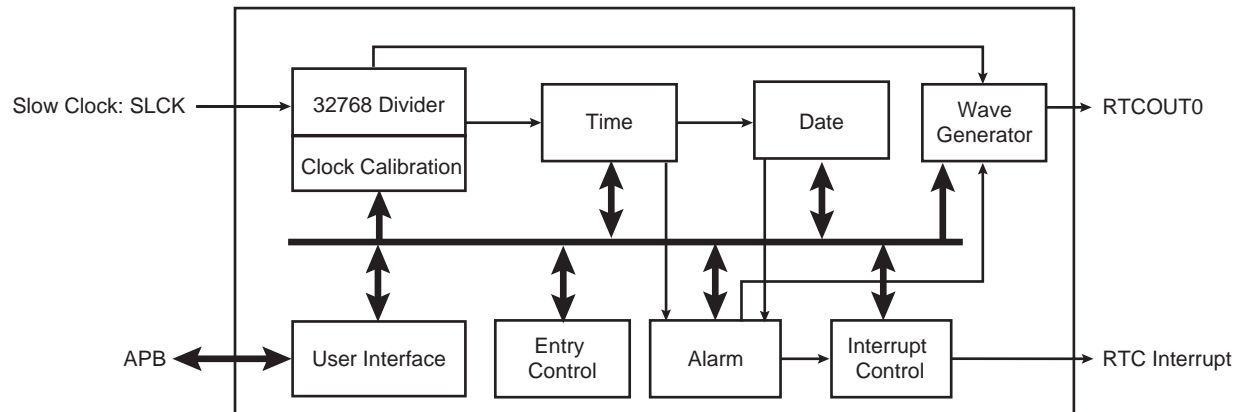 Slow Clock: SLCK
32768 Divider
Clock Calibration
Time
Date
Wave
Generator
RTCOUT0
APB
User Interface
Entry
Control
Alarm
Interrupt
Control
RTC Interrupt